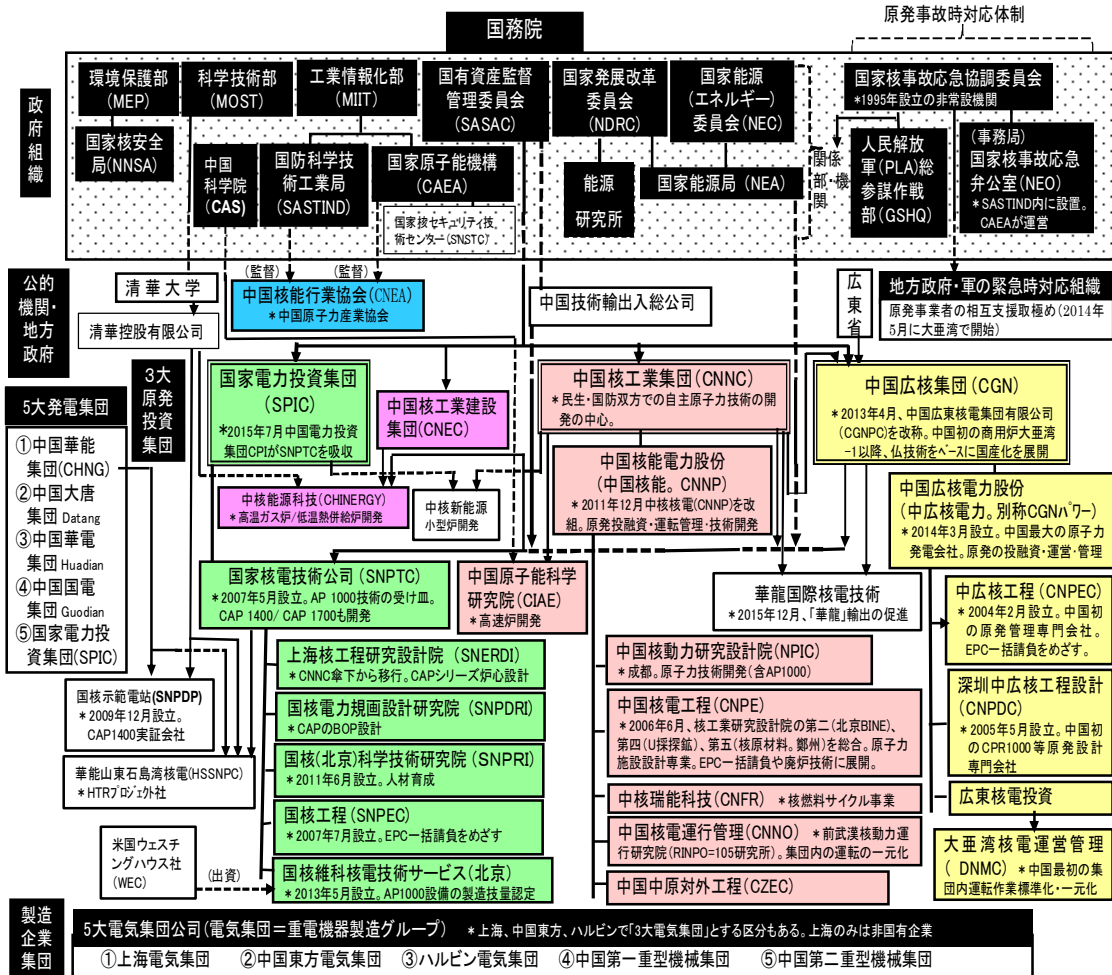 原発事故時対応体制
国務院
政府組織
環境保護部
(MEP)
国家核安全
局(NNSA)
科学技術部
(MOST)
中国
科学院
(CAS)
工業情報化部
(MIIT)
国防科学技
術工業局
(SASTIND)
国家原子能機構
(CAEA)
国家核セキュリティ技
術センター(SNSTC)
国有資産監督
管理委員会
(SASAC)
国家発展改革
委員会
(NDRC)
能源
研究所
国家能源
(エネルギー)
委員会(NEC)
国家能源局(NEA)
関係機
関・
部
関
国家核事故応急協調委員会
*1995年設立の非常設機関
人民解放
軍(PLA)総
参謀作戦
部(GSHQ)
(事務局)
国家核事故応急
弁公室(NEO)
*SASTIND内に設置。
CAEAが運営
公的
機関・
地方
政府
清華大学
清華控股有限公司
(監督)
(監督)
中国核能行業協会(CNEA)
*中国原子力産業協会
中国技術輸出入総公司
広東省
地方政府・軍の緊急時対応組織
原発事業者の相互支援取極め(2014年
5月に大亜湾で開始)
3大原発投資集団
国家電力投資集団
(SPIC)
*2015年7月中国電力投資
集団CPIがSNPTCを吸収
中国核工業建設
集団(CNEC)
中国核工業集団(CNNC)
*民生・国防双方での自主原子力技術の開
発の中心。
中国広核集団(CGN)
*2013年4月、中国広東核電集団有限公司
(CGNPC)を改称。中国初の商用炉大亜湾
-1以降、仏技術をベースに国産化を展開
5大発電集団
①中国華能
集団(CHNG)
②中国大唐
集団 Datang
③中国華電
集団 Huadian
④中国国電
集団 Guodian
⑤国家電力投
資集団(SPIC)
中核能源科技(CHINERGY)
*高温ガス炉/低温熱併給炉開発
中核新能源
小型炉開発
中国核能電力股份
(中国核能。CNNP)
*2011年12月中核核電(CNNP)を改
組。原発投融資・運転管理・技術開発
中国広核電力股份
(中広核電力。別称CGNパワー)
*2014年3月設立。中国最大の原子力
発電会社。原発の投融資・運営・管理
国家核電技術公司(SNPTC)
*2007年5月設立。AP 1000技術の受け皿。
CAP 1400/ CAP 1700も開発
中国原子能科学
研究院(CIAE)
*高速炉開発
華龍国際核電技術
*2015年12月、「華龍」輸出の促進
中広核工程(CNPEC)
*2004年2月設立。中国初
の原発管理専門会社。
EPC一括請負をめざす。
上海核工程研究設計院 (SNERDI)
*CNNC傘下から移行。CAPシリーズ炉心設計
中国核動力研究設計院(NPIC)
*成都。原子力技術開発(含AP1000)
国核示範電站(SNPDP)
*2009年12月設立。
CAP1400実証会社
国核電力規画設計研究院(SNPDRI)
*CAPのBOP設計
中国核電工程(CNPE)
*2006年6月、核工業研究設計院の第二(北京BINE)、
第四(U採探鉱)、第五(核原材料。鄭州)を総合。原子力
施設設計専業。EPC一括請負や廃炉技術に展開。
深圳中広核工程設計
(CNPDC)
*2005年5月設立。中国初
のCPR1000等原発設計
専門会社
華能山東石島湾核電(HSSNPC)
*HTRプロジェクト社
国核(北京)科学技術研究院(SNPRI)
*2011年6月設立。人材育成
中核瑞能科技(CNFR) *核燃料サイクル事業
広東核電投資
国核工程(SNPEC)
*2007年7月設立。EPC一括請負をめざす
中国核電運行管理(CNNO) *前武漢核動力運
行研究院(RINPO=105研究所)。集団内の運転の一元化
米国ウェスチ
ングハウス社
(WEC)
(出資)
国核維科核電技術サービス(北京)
*2013年5月設立。AP1000設備の製造技量認定
中国中原対外工程(CZEC)
大亜湾核電運営管理
(DNMC) *中国最初の集
団内運転作業標準化・一元化
製造
企業
集団
5大電気集団公司(電気集団=重電機器製造グループ) *上海、中国東方、ハルビンで「3大電気集団」とする区分もある。上海のみは非国有企業
①上海電気集団 ②中国東方電気集団 ③ハルビン電気集団 ④中国第一重型機械集団 ⑤中国第二重型機械集団